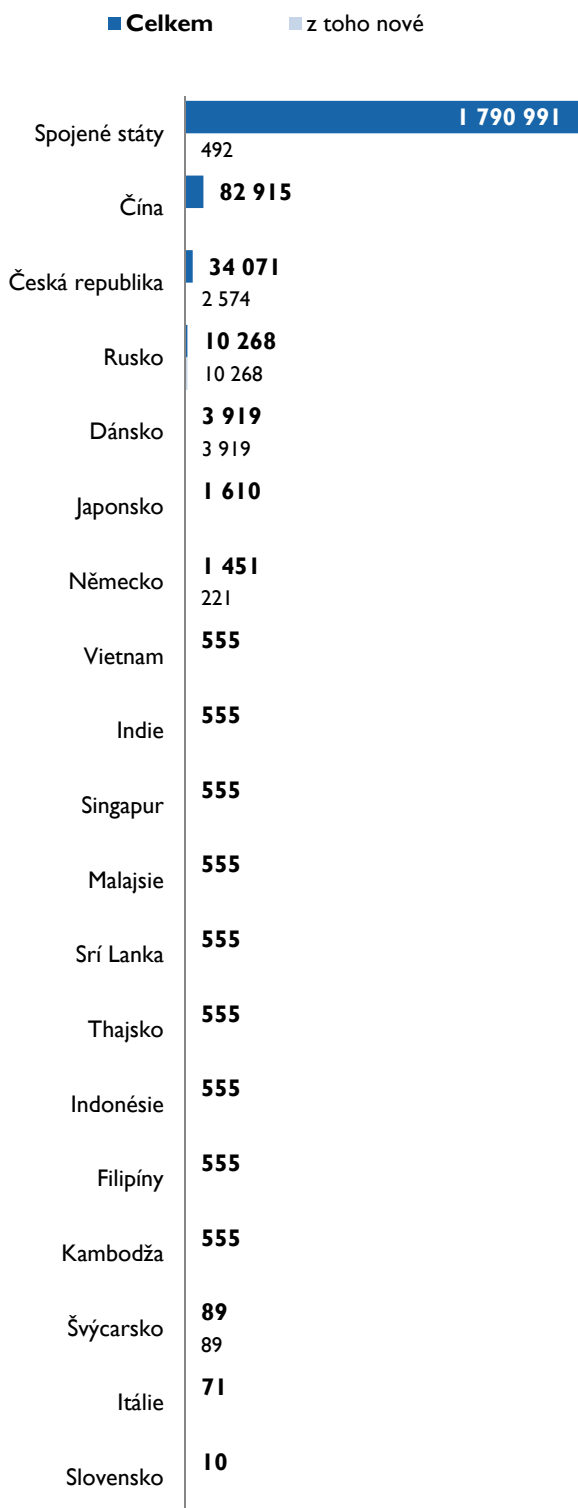 Celkem z toho nové
1 790 991
Spojené státy
492
82 915
Čína
34 071
Česká republika
2 574
10 268
Rusko
10 268
3 919
Dánsko
3 919
1 610
Japonsko
1 451
Německo
221
555
Vietnam
555
Indie
555
Singapur
555
Malajsie
555
Srí Lanka
555
Thajsko
555
Indonésie
555
Filipíny
555
Kambodža
89
Švýcarsko
89
71
Itálie
10
Slovensko